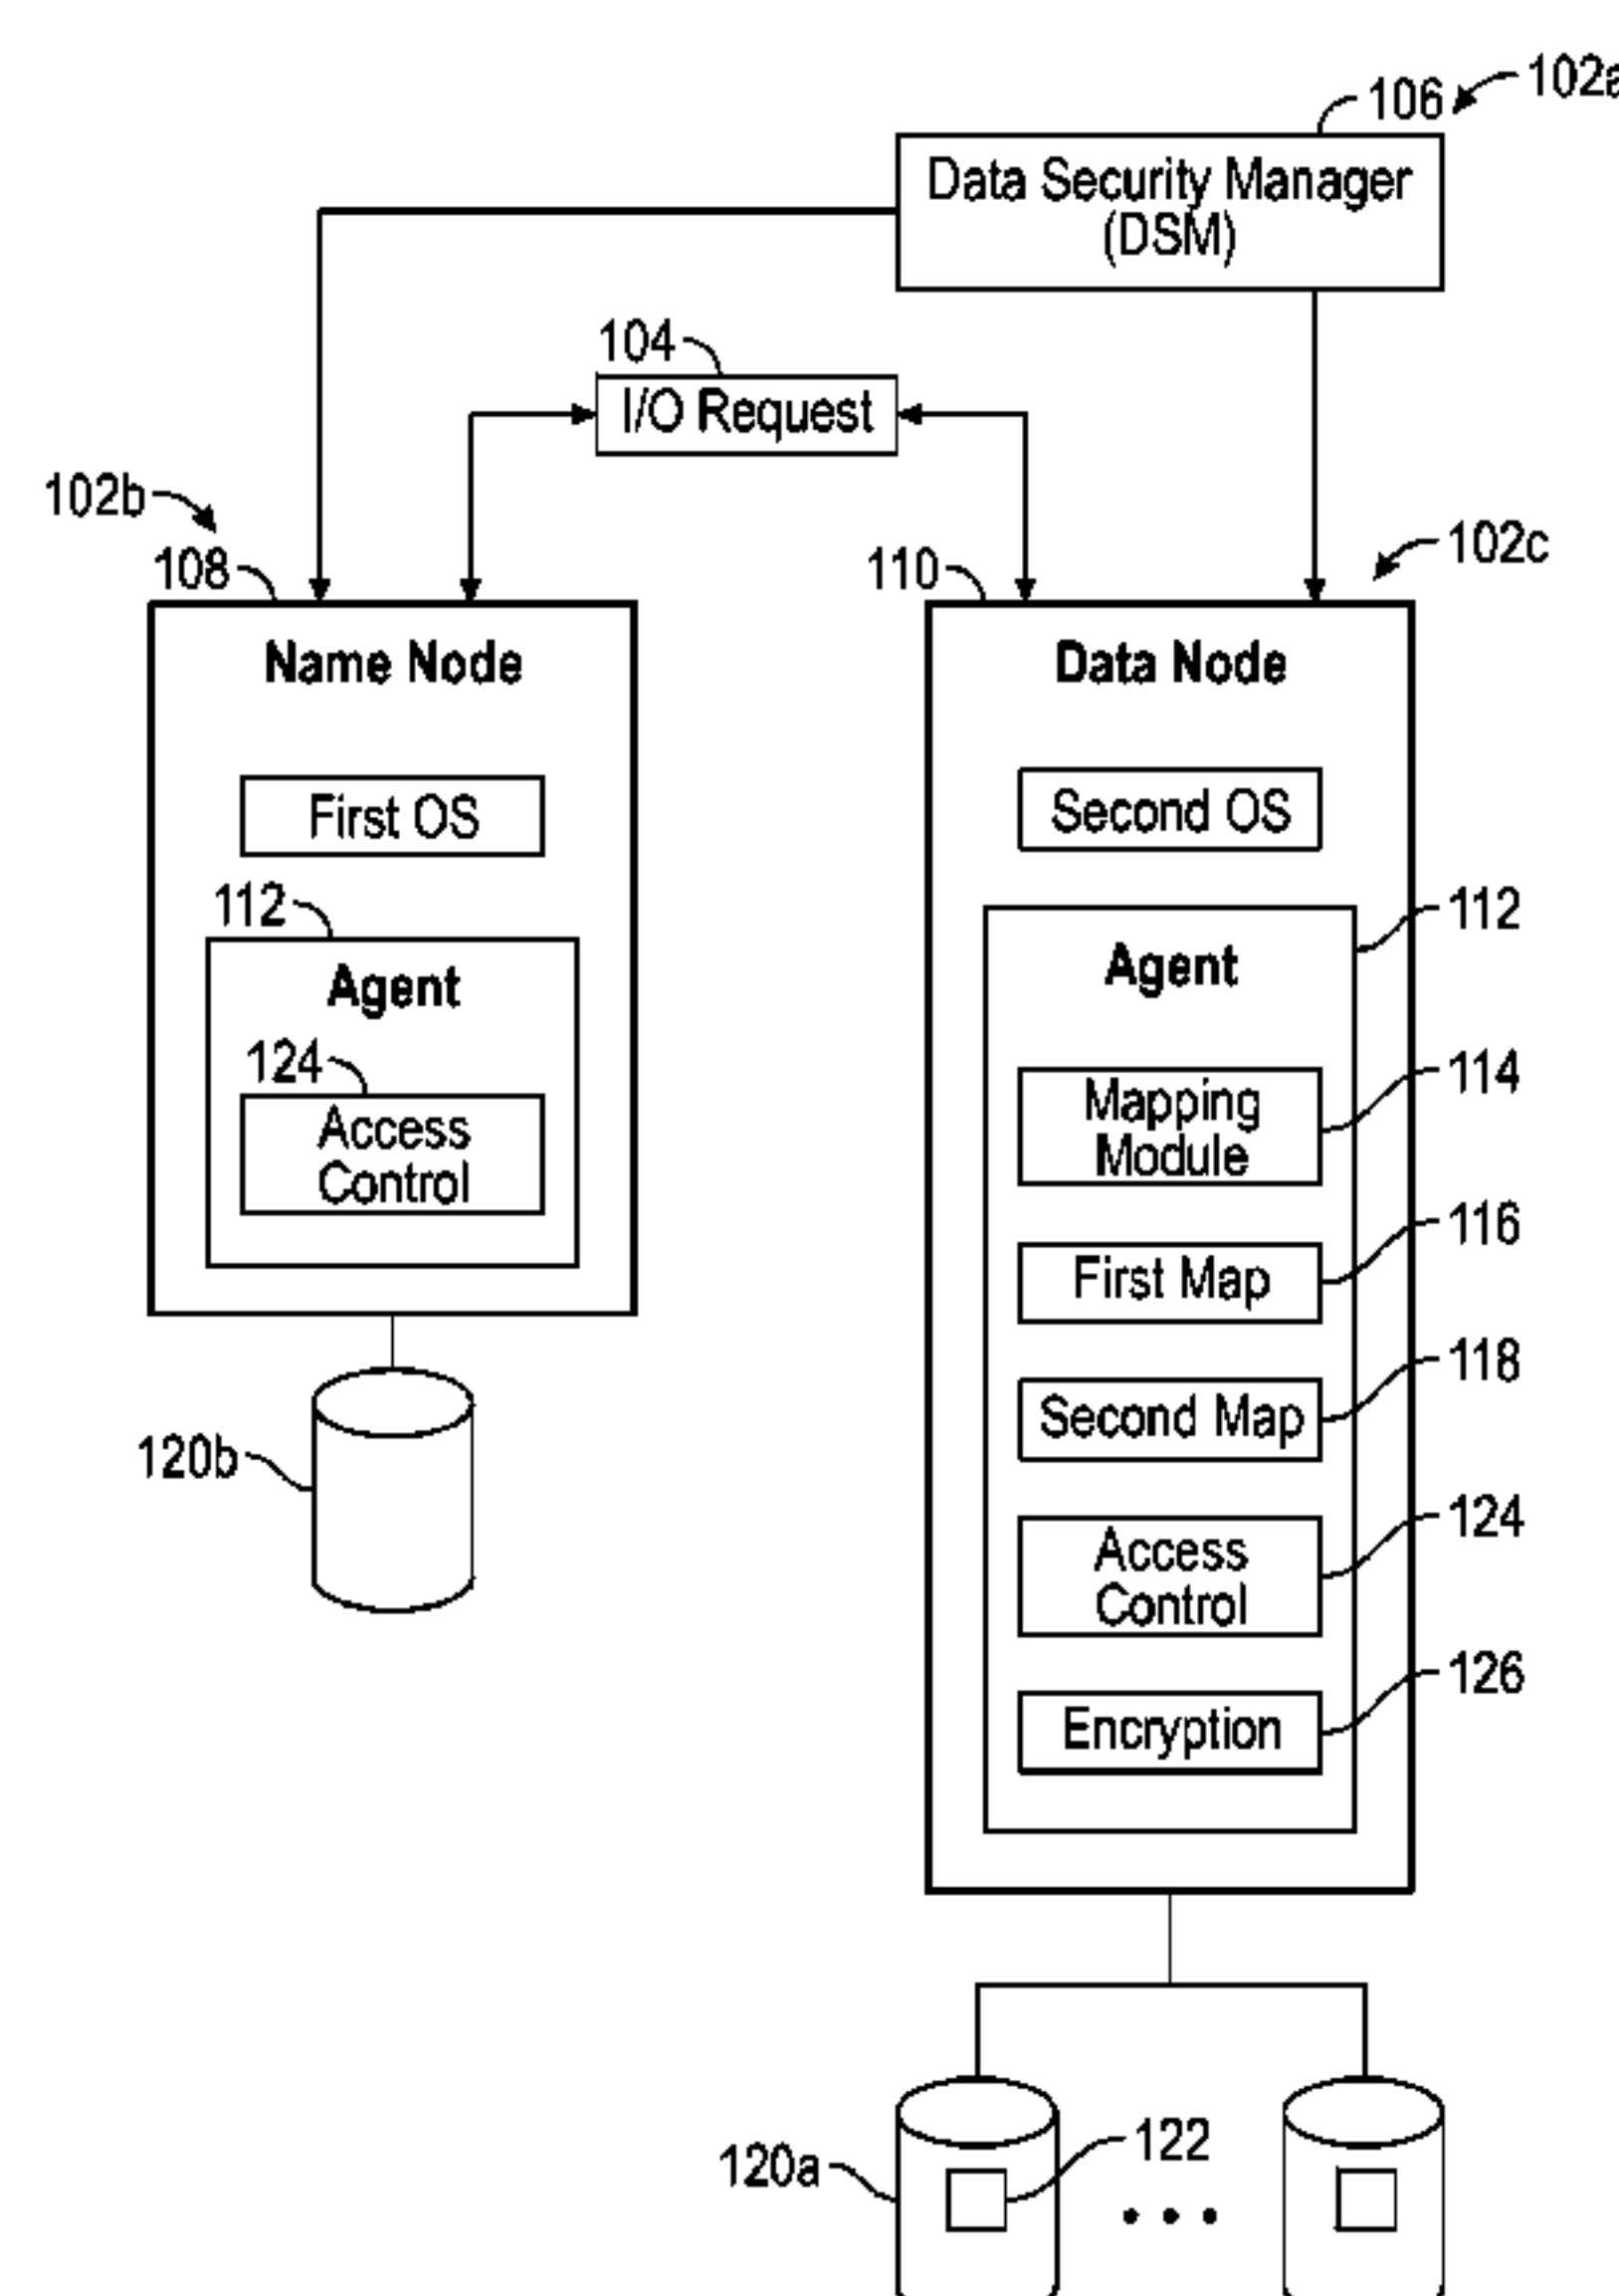 106
102a
Data Security Manager
(DSM)
104
I/O Request
102b
108
110
102c
Name Node
Data Node
First OS
Second OS
112
Agent
124
Access
Control
112
Agent
Mapping
Module
114
First Map
116
Second Map
118
Access
Control
124
Encryption
126
120b
120a
122